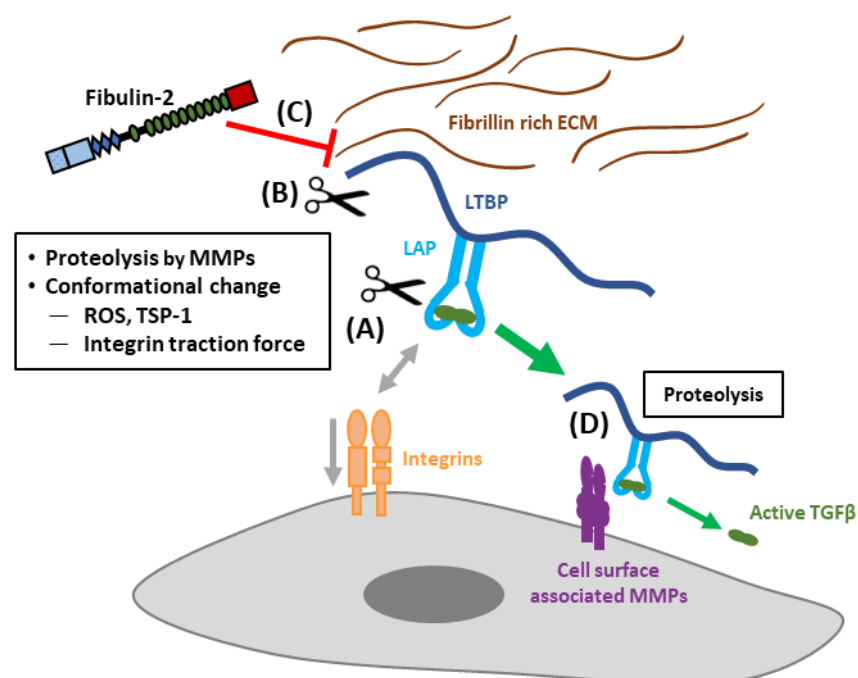 Fibulin-2
(C)
Fibrillin rich ECM
(B)
LTBP
LAP
• Proteolysis by MMPs
• Conformational change
— ROS, TSP-1
— Integrin traction force
(A)
Proteolysis
(D)
Integrins
Active TGFβ
Cell surface
associated MMPs